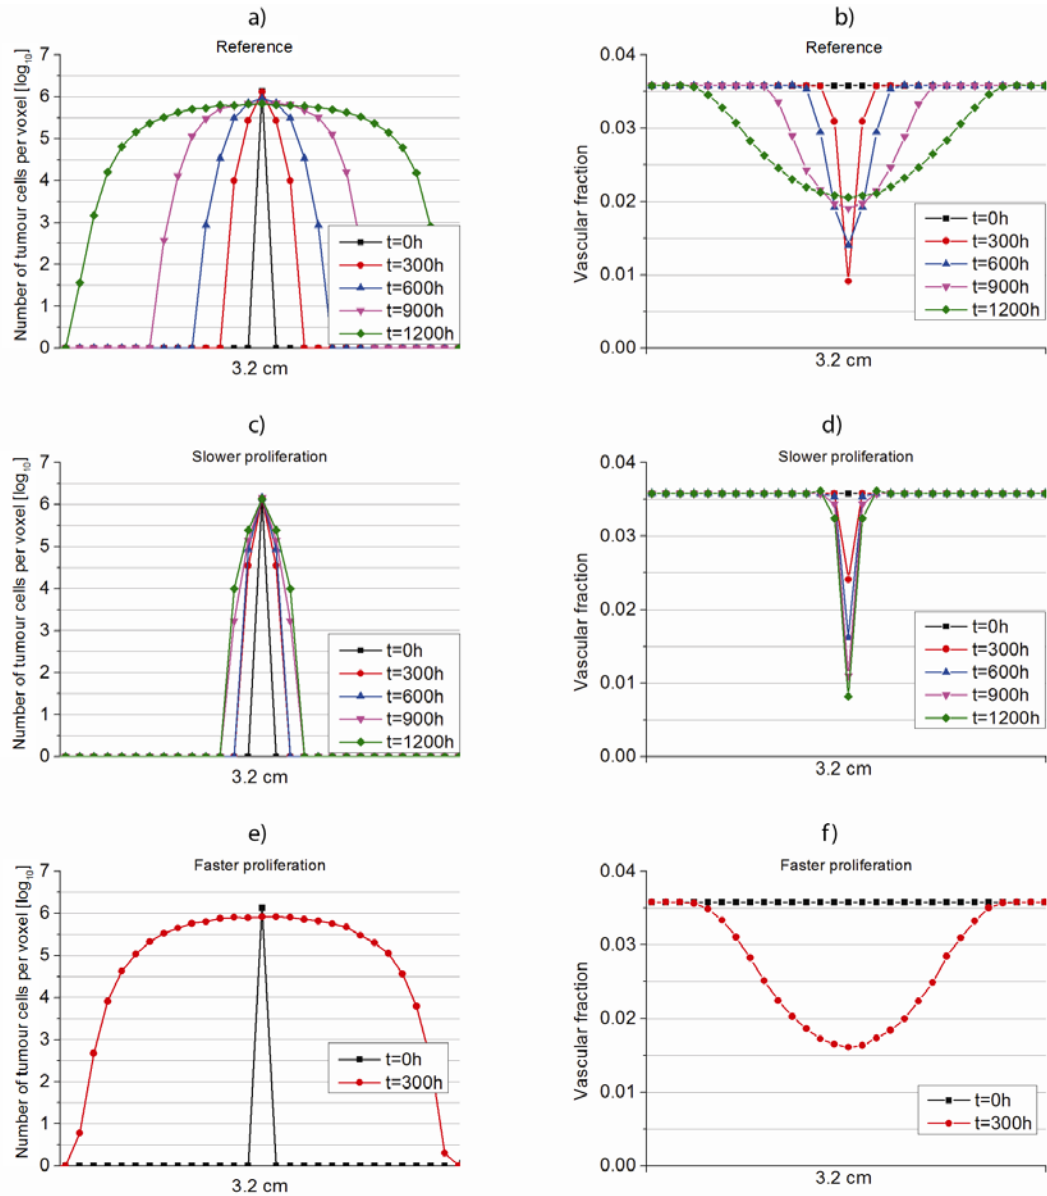 a)
Reference
Number of tumour cells per voxel [log10]
7
6
5
4
3
2
1
0
t=0h
t=300h
t=600h
t=900h
t=1200h
3.2 cm
b)
Reference
Vascular fraction
0.04
0.03
0.02
0.01
0.00
t=0h
t=300h
t=600h
t=900h
t=1200h
3.2 cm
c)
Slower proliferation
Number of tumour cells per voxel [log10]
7
6
5
4
3
2
1
0
t=0h
t=300h
t=600h
t=900h
t=1200h
3.2 cm
d)
Slower proliferation
Vascular fraction
0.04
0.03
0.02
0.01
0.00
t=0h
t=300h
t=600h
t=900h
t=1200h
3.2 cm
e)
Faster proliferation
Number of tumour cells per voxel [log10]
7
6
5
4
3
2
1
0
t=0h
t=300h
3.2 cm
f)
Faster proliferation
Vascular fraction
0.04
0.03
0.02
0.01
0.00
t=0h
t=300h
3.2 cm